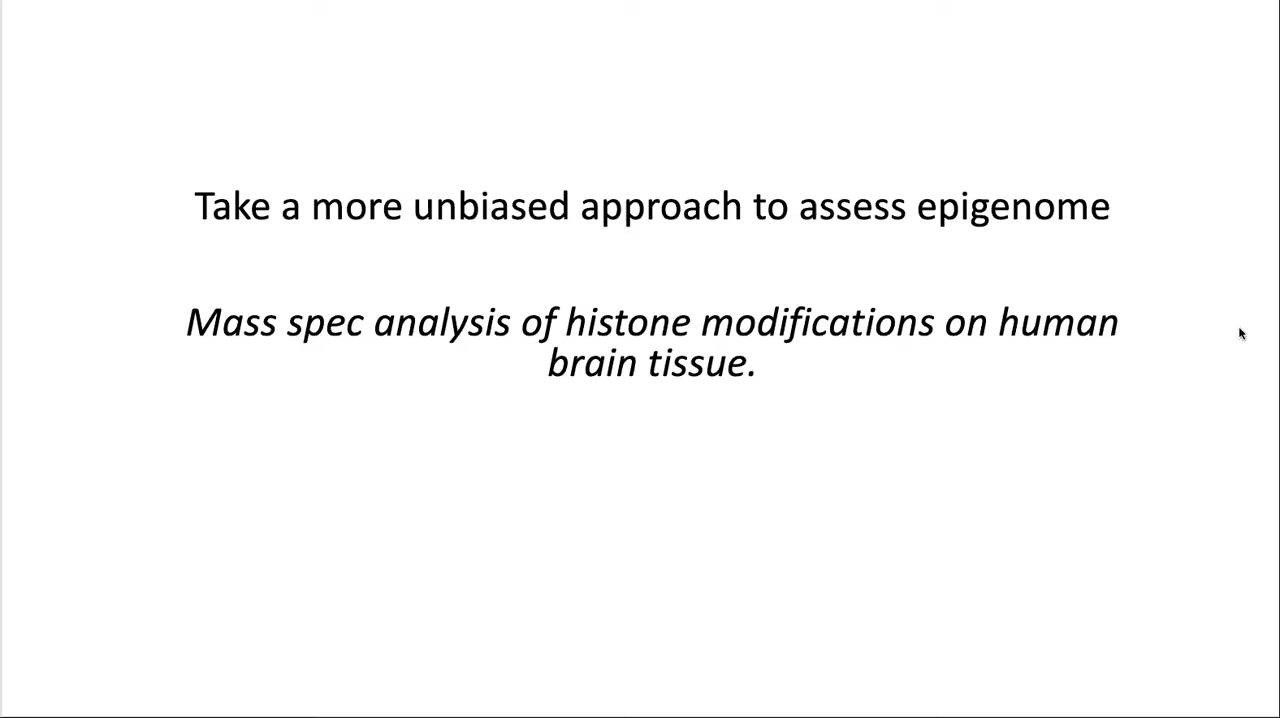 Take a more unbiased approach to assess epigenome
Mass spec analysis of histone modifications on human
brain tissue.